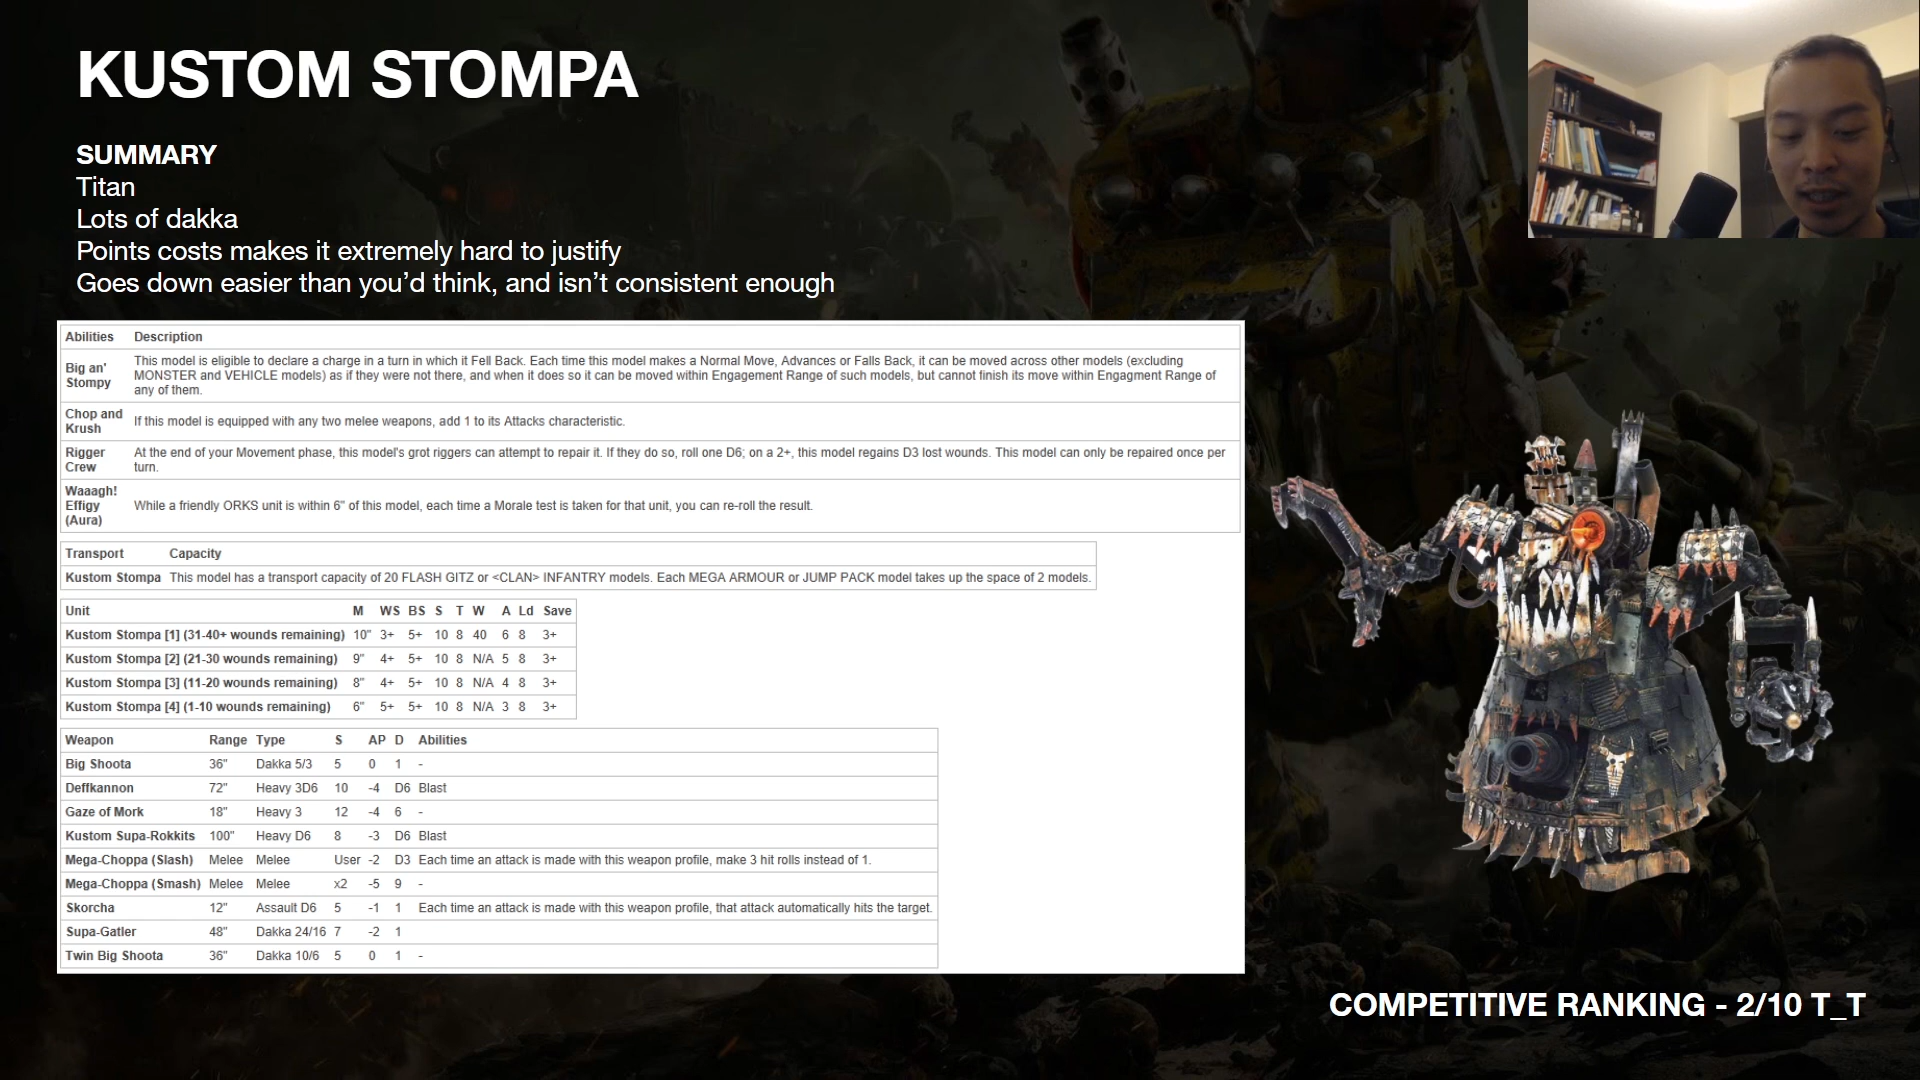 KUSTOM STOMPA
SUMMARY
Titan
Lots of dakka
Points costs makes it extremely hard to justify
Goes down easier than you'd think, and isn't consistent enough
Abilities Description
Big an' Stompy This model is eligible to declare a charge in a turn in which it Fell Back. Each time this model makes a Normal Move, Advances or Falls Back, it can be moved across other models (excluding
MONSTER and VEHICLE models) as if they were not there, and when it does so it can be moved within Engagement Range of such models, but cannot finish its move within Engagment Range of
any of them.
Chop and Krush If this model is equipped with any two melee weapons, add 1 to its Attacks characteristic.
Rigger Crew At the end of your Movement phase, this model's grot riggers can attempt to repair it. If they do so, roll one D6; on a 2+, this model regains D3 lost wounds. This model can only be repaired once per
turn.
Waaagh! Effigy (Aura) While a friendly ORKS unit is within 6" of this model, each time a Morale test is taken for that unit, you can re-roll the result.
Transport Capacity
Kustom Stompa This model has a transport capacity of 20 FLASH GITZ or <CLAN> INFANTRY models. Each MEGA ARMOUR or JUMP PACK model takes up the space of 2 models.
Unit M WS BS S T W A Ld Save
Kustom Stompa [1] (31-40+ wounds remaining) 10" 3+ 5+ 10 8 40 6 8 3+
Kustom Stompa [2] (21-30 wounds remaining) 9" 4+ 5+ 10 8 N/A 5 8 3+
Kustom Stompa [3] (11-20 wounds remaining) 8" 4+ 5+ 10 8 N/A 4 8 3+
Kustom Stompa [4] (1-10 wounds remaining) 6" 5+ 5+ 10 8 N/A 3 8 3+
Weapon Range Type S AP D Abilities
Big Shoota 36" Dakka 5/3 5 0 1 -
Deffkannon 72" Heavy 3D6 10 -4 D6 Blast
Gaze of Mork 18" Heavy 3 12 -4 6 -
Kustom Supa-Rokkits 100" Heavy D6 8 -3 D6 Blast
Mega-Choppa (Slash) Melee Melee User -2 D3 Each time an attack is made with this weapon profile, make 3 hit rolls instead of 1.
Mega-Choppa (Smash) Melee Melee x2 -5 9 -
Skorcha 12" Assault D6 5 -1 1 Each time an attack is made with this weapon profile, that attack automatically hits the target.
Supa-Gatler 48" Dakka 24/16 7 -2 1
Twin Big Shoota 36" Dakka 10/6 5 0 1 -
COMPETITIVE RANKING - 2/10 T_T